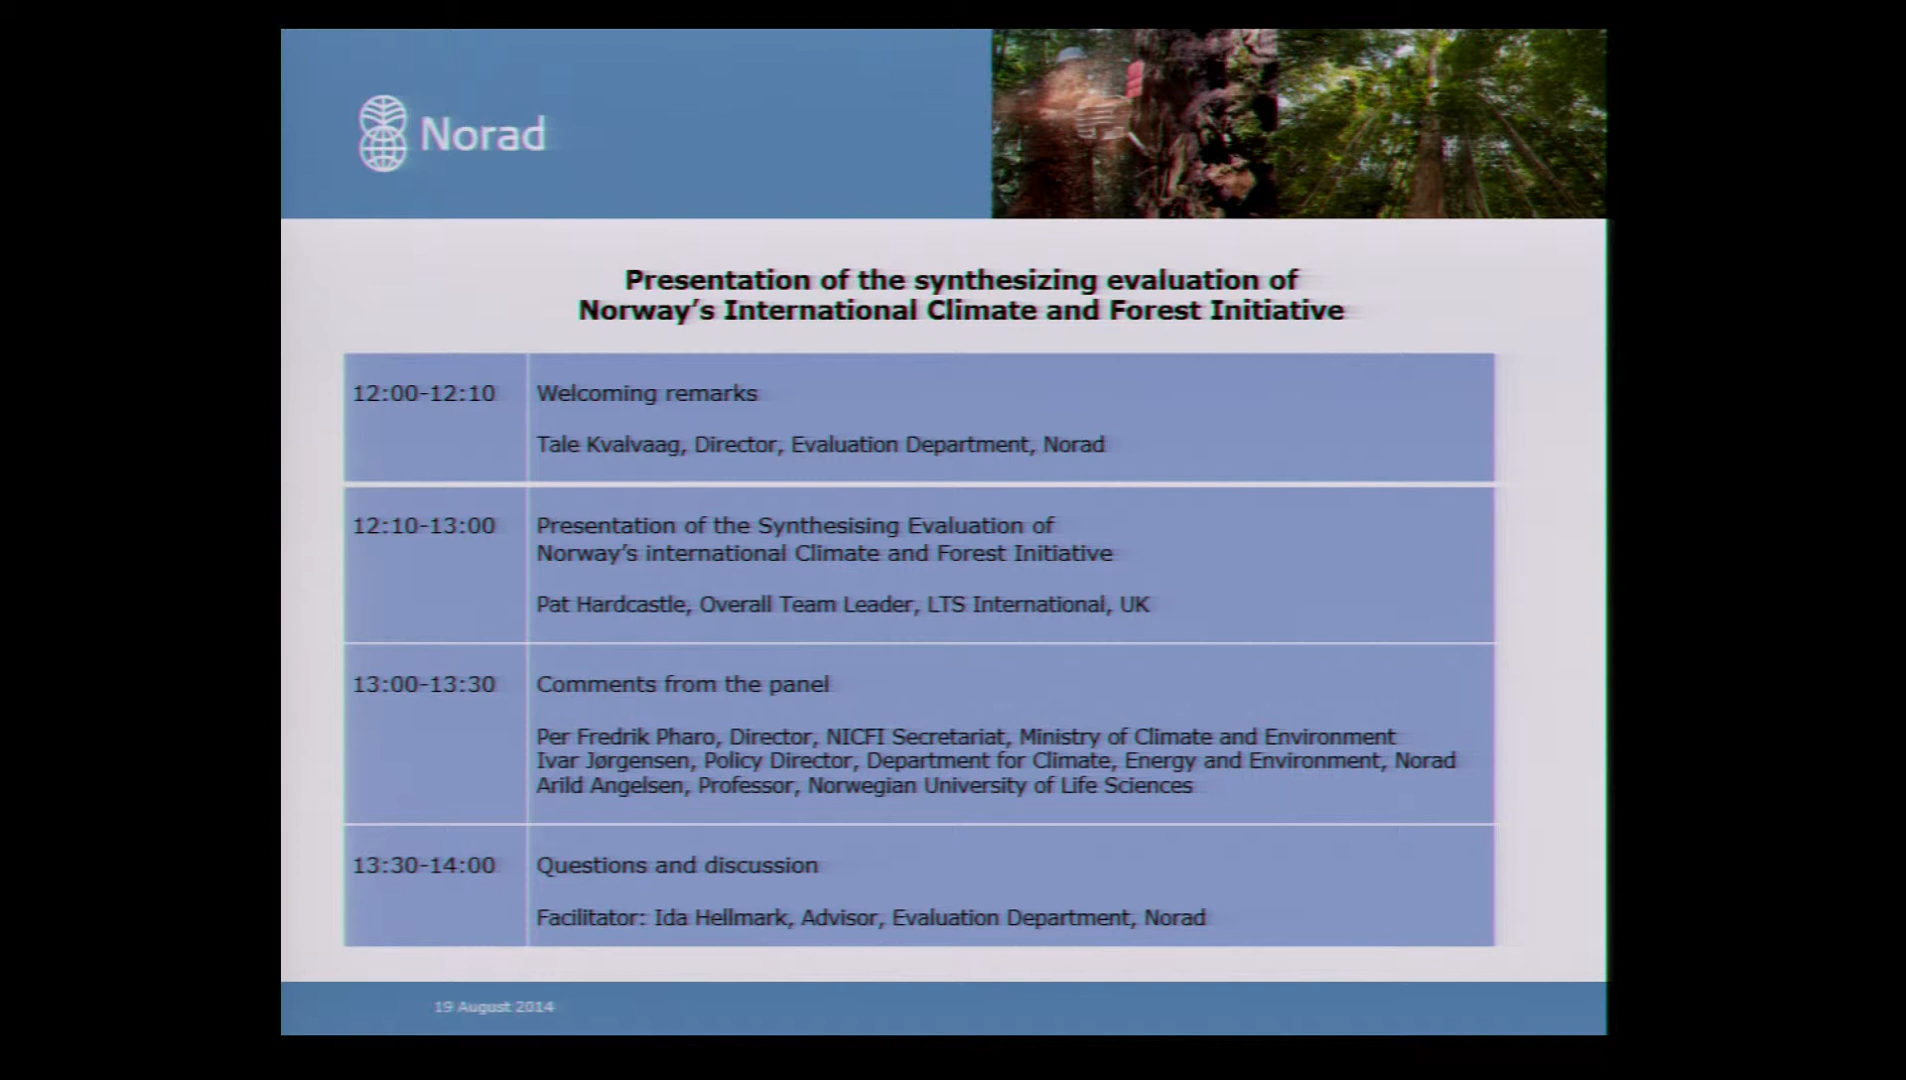 Norad
Presentation of the synthesizing evaluation of
Norway’s International Climate and Forest Initiative
12:00-12:10
Welcoming remarks
Tale Kvalvaag, Director, Evaluation Department, Norad
12:10-13:00
Presentation of the Synthesising Evaluation of
Norway’s international Climate and Forest Initiative
Pat Hardcastle, Overall Team Leader, LTS International, UK
13:00-13:30
Comments from the panel
Per Fredrik Pharo, Director, NICFI Secretariat, Ministry of Climate and Environment
Ivar Jørgensen, Policy Director, Department for Climate, Energy and Environment, Norad
Arild Angelsen, Professor, Norwegian University of Life Sciences
13:30-14:00
Questions and discussion
Facilitator: Ida Hellmark, Advisor, Evaluation Department, Norad
19 August 2014